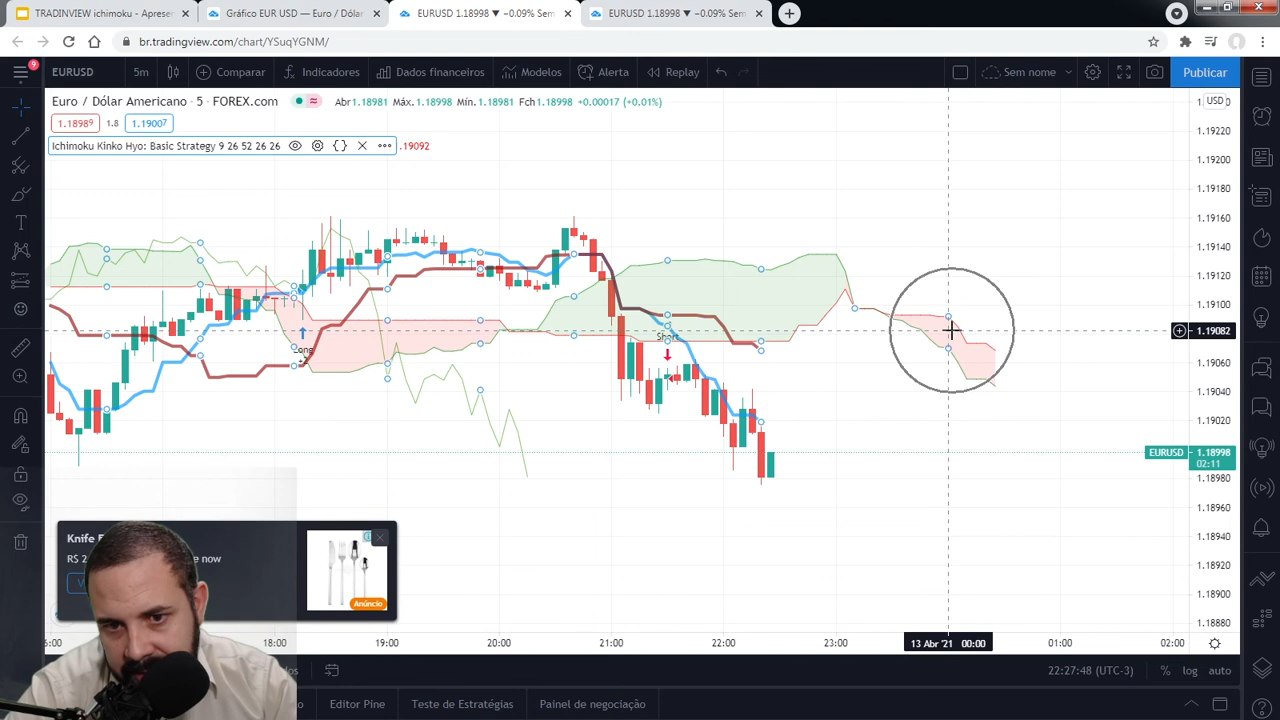 TRADINVIEW ichimoku - Apresen
Gráfico EUR USD — Euro / Dólar
EURUSD 1.18998 ▼ −0.09% Sem
EURUSD 1.18998 ▼ −0.09% Sem
br.tradingview.com/chart/YSuqYGNM/
9
EURUSD
5m
Comparar
Indicadores
Dados financeiros
Modelos
Alerta
Replay
Sem nome
Publicar
Euro / Dólar Americano · 5 · FOREX.com
Abr1.18981 Máx.1.18998 Mín.1.18981 Fch1.18998 +0.00017 (+0.01%)
1.18989
1.8
1.19007
Ichimoku Kinko Hyo: Basic Strategy 9 26 52 26 26
.19092
USD
1.19220
1.19200
1.19180
1.19160
1.19140
1.19120
1.19100
1.19082
1.19060
1.19040
1.19020
EURUSD
1.18998
02:11
1.18980
1.18960
1.18940
1.18920
1.18900
1.18880
Short
Knife
R$ 2
now
Anúncio
18:00
19:00
20:00
21:00
22:00
23:00
13 Abr '21 00:00
01:00
02:00
22:27:48 (UTC-3)
%
log
auto
Editor Pine
Teste de Estratégias
Painel de negociação